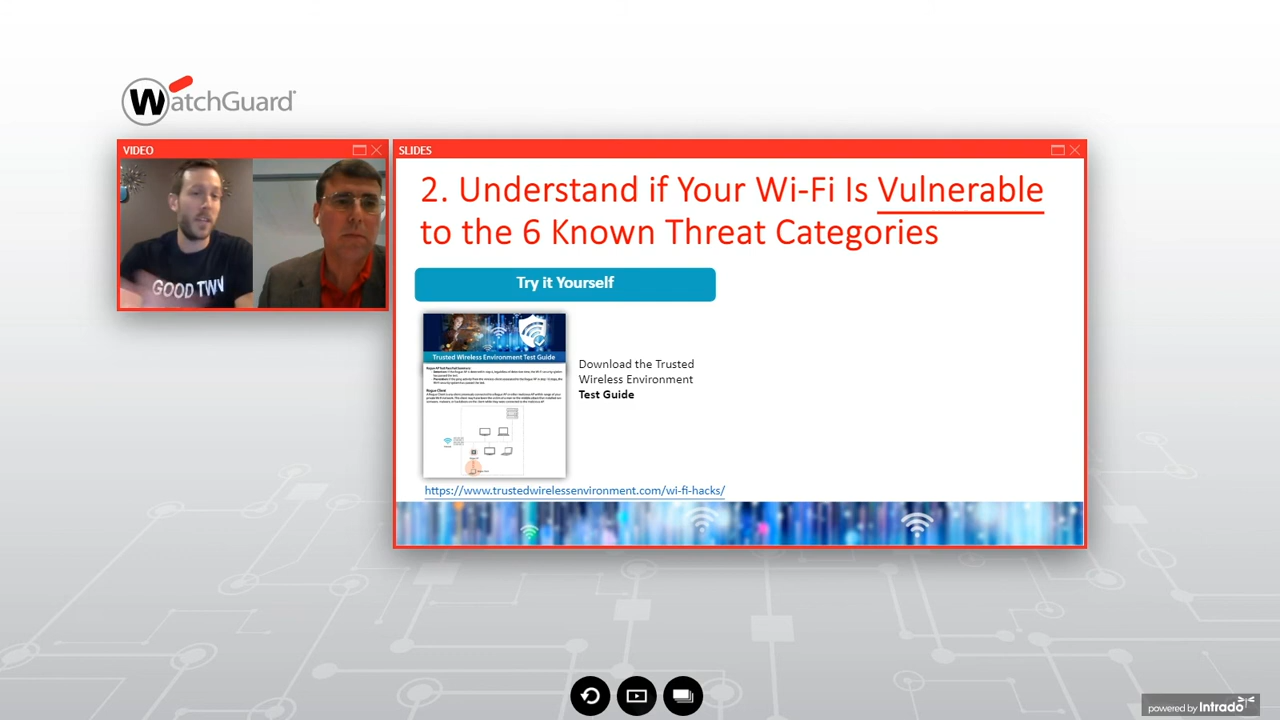 WatchGuard
VIDEO
GOOD TWN
SLIDES
2. Understand if Your Wi-Fi Is Vulnerable
to the 6 Known Threat Categories
Try it Yourself
Trusted Wireless Environment Test Guide
Download the Trusted
Wireless Environment
Test Guide
https://www.trustedwirelessenvironment.com/wi-fi-hacks/
powered by Intrado